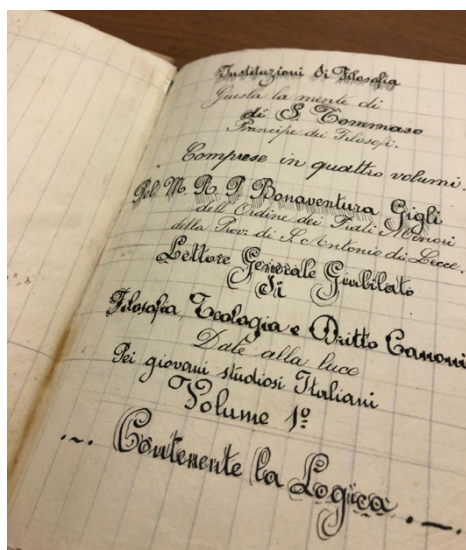 Instituzioni di Filosofia
Giusta la mente di
di S. Tommaso
Principe dei Filosofi.
Comprese in quattro volumi.
Pel M. R. P. Bonaventura Gigli
dell'Ordine dei Frati Minori
della Prov. di S. Antonio di Lecce.
Lettore Generale Giubilato
di
Filosofia Teologia e Dritto Canoni
Date alla luce
Pei giovani studiosi Italiani
Volume 1º
Contenente la Logica.